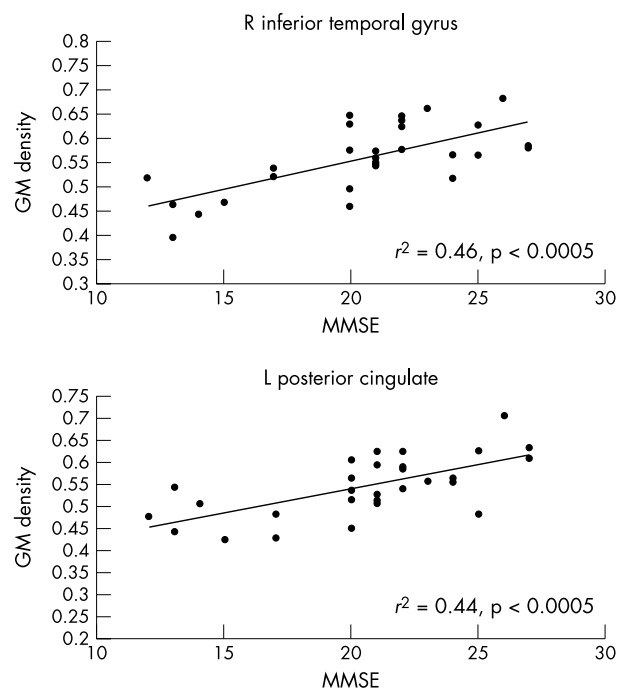 R inferior temporal gyrus
0.8
0.75
0.7
0.65
0.6
0.55
0.5
0.45
0.4
0.35
0.3
GM density
r² = 0.46, p < 0.0005
10 15 20 25 30
MMSE
L posterior cingulate
0.75
0.7
0.65
0.6
0.55
0.5
0.45
0.4
0.35
0.3
0.25
0.2
GM density
r² = 0.44, p < 0.0005
10 15 20 25 30
MMSE